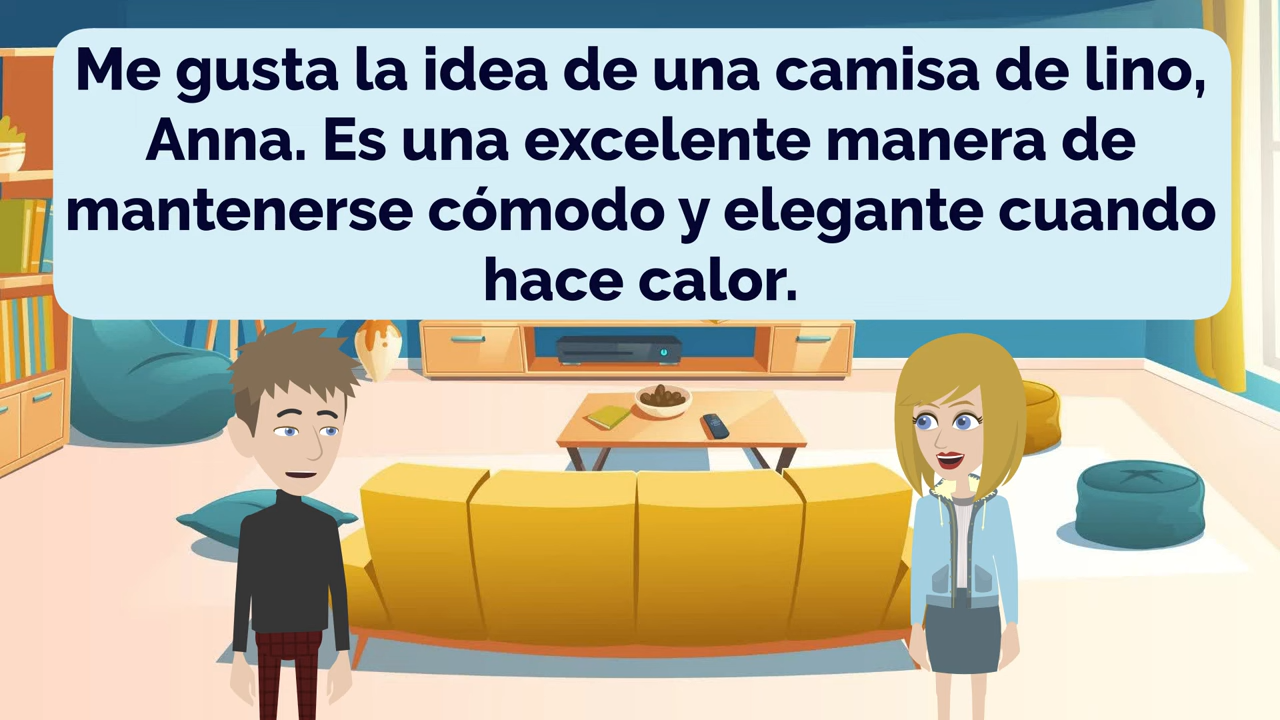 Me gusta la idea de una camisa de lino,
Anna. Es una excelente manera de
mantenerse cómodo y elegante cuando
hace calor.